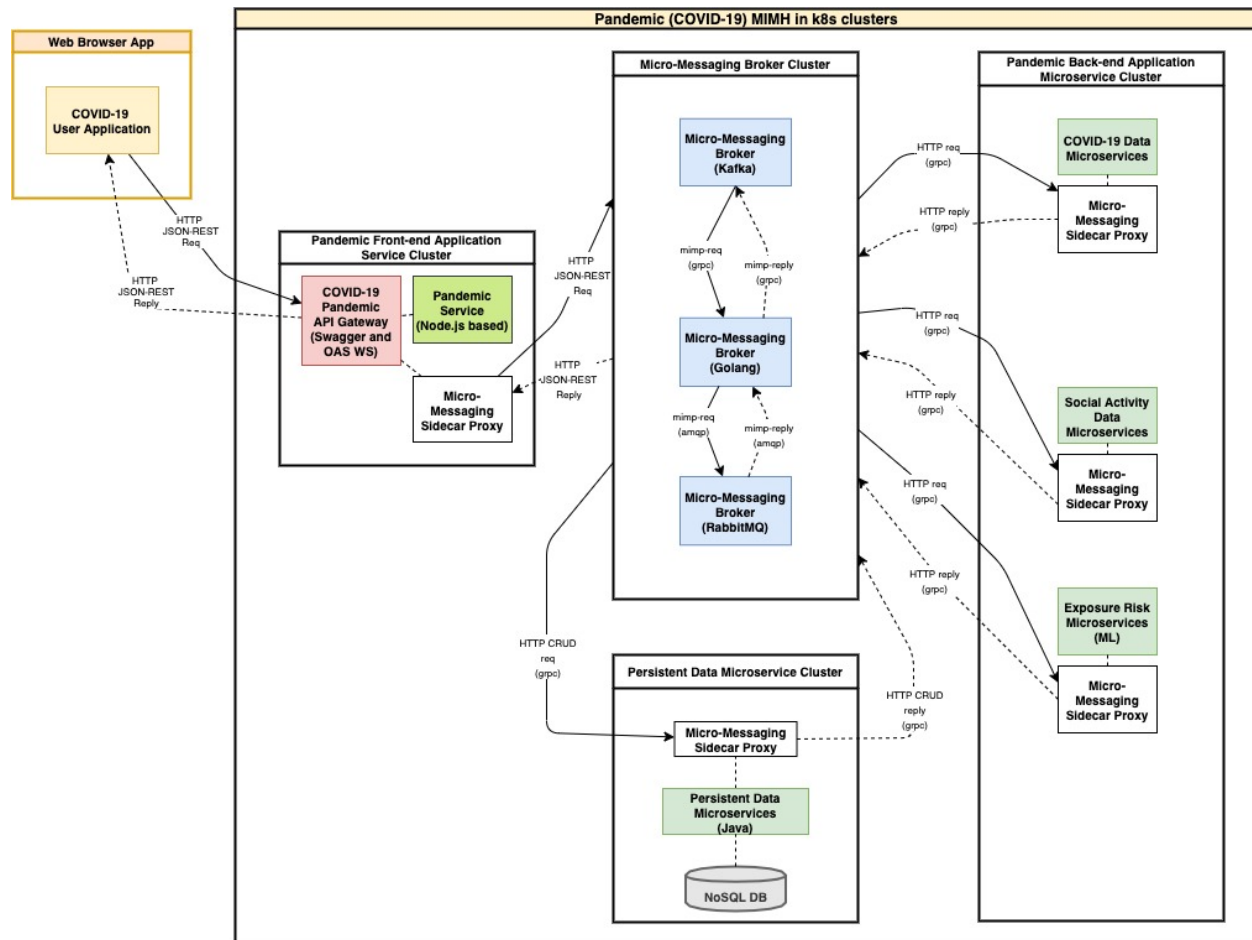 Pandemic (COVID-19) MIMH in k8s clusters
Web Browser App
COVID-19
User Application
HTTP
JSON-REST
Req
HTTP
JSON-REST
Reply
Pandemic Front-end Application
Service Cluster
COVID-19
Pandemic
API Gateway
(Swagger and
OAS WS)
Pandemic
Service
(Node.js based)
Micro-
Messaging
Sidecar Proxy
HTTP
JSON-REST
Req
HTTP
JSON-REST
Reply
Micro-Messaging Broker Cluster
Micro-Messaging
Broker
(Kafka)
mimp-req
(grpc)
mimp-reply
(grpc)
Micro-Messaging
Broker
(Golang)
mimp-req
(amqp)
mimp-reply
(amqp)
Micro-Messaging
Broker
(RabbitMQ)
HTTP CRUD
req
(grpc)
HTTP CRUD
reply
(grpc)
Persistent Data Microservice Cluster
Micro-Messaging
Sidecar Proxy
Persistent Data
Microservices
(Java)
NoSQL DB
HTTP req
(grpc)
HTTP reply
(grpc)
HTTP req
(grpc)
HTTP reply
(grpc)
HTTP req
(grpc)
HTTP reply
(grpc)
Pandemic Back-end Application
Microservice Cluster
COVID-19 Data
Microservices
Micro-
Messaging
Sidecar Proxy
Social Activity
Data
Microservices
Micro-
Messaging
Sidecar Proxy
Exposure Risk
Microservices
(ML)
Micro-
Messaging
Sidecar Proxy